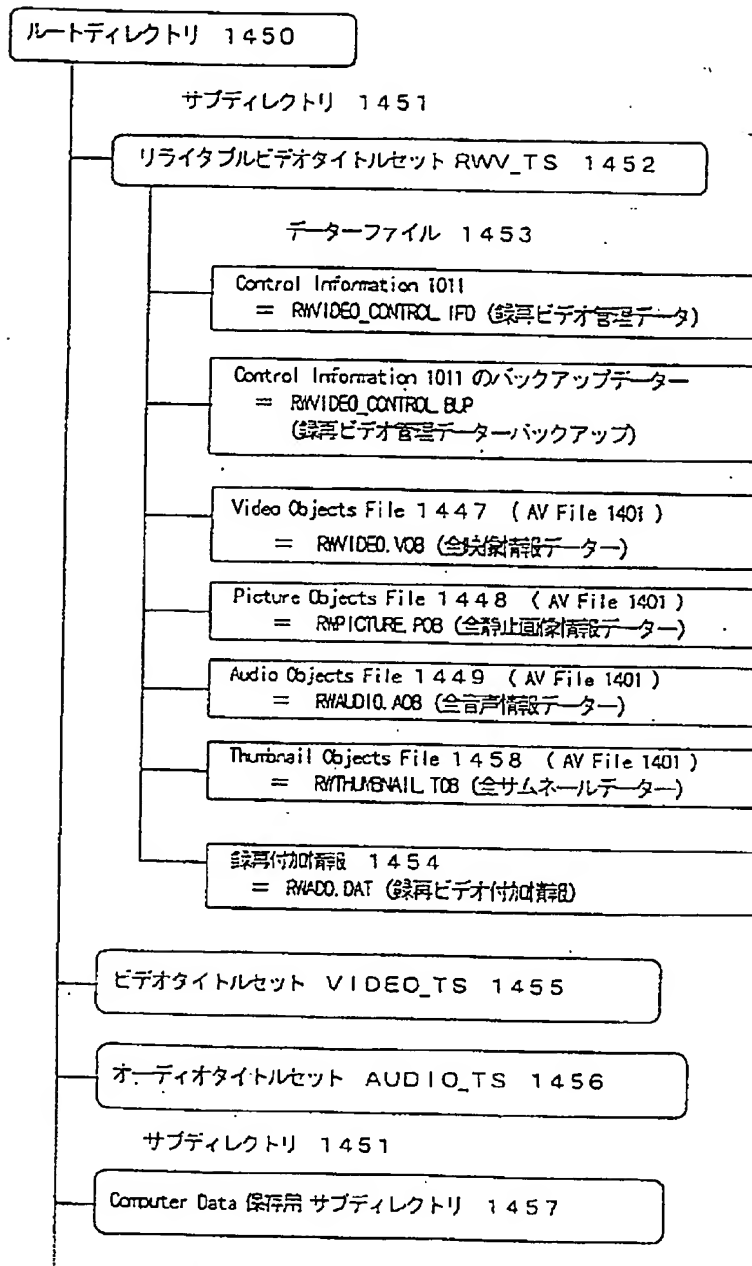 ルートディレクトリ 1450
サブディレクトリ 1451
リライタブルビデオタイトルセット RWV_TS 1452
データーファイル 1453
Control Information 1011
= RWVIDEO_CONTROL.IFO (録再ビデオ管理データ)
Control Information 1011 のバックアップデーター
= RWVIDEO_CONTROL.BUP
(録再ビデオ管理データーバックアップ)
Video Objects File 1447 (AV File 1401)
= RWVIDEO.VOB (全映像情報データー)
Picture Objects File 1448 (AV File 1401)
= RWPICTURE.POB (全静止画像情報データー)
Audio Objects File 1449 (AV File 1401)
= RWAUDIO.AOB (全音声情報データー)
Thumbnail Objects File 1458 (AV File 1401)
= RWTHUMBNAIL.TOB (全サムネールデーター)
録再付加情報 1454
= RWADD.DAT (録再ビデオ付加情報)
ビデオタイトルセット VIDEO_TS 1455
オーディオタイトルセット AUDIO_TS 1456
サブディレクトリ 1451
Computer Data 保存用 サブディレクトリ 1457